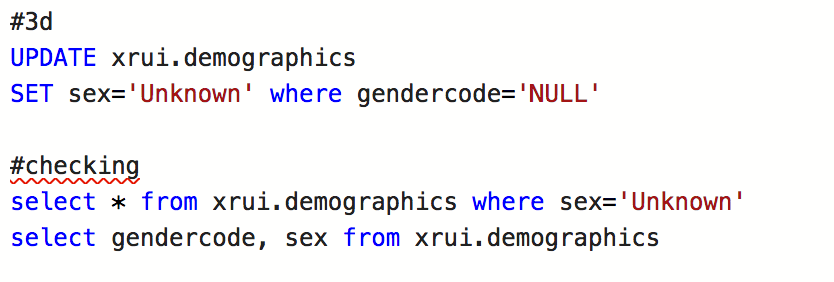 #3d
UPDATE xrui.demographics
SET sex='Unknown' where gendercode='NULL'
#checking
select * from xrui.demographics where sex='Unknown'
select gendercode, sex from xrui.demographics